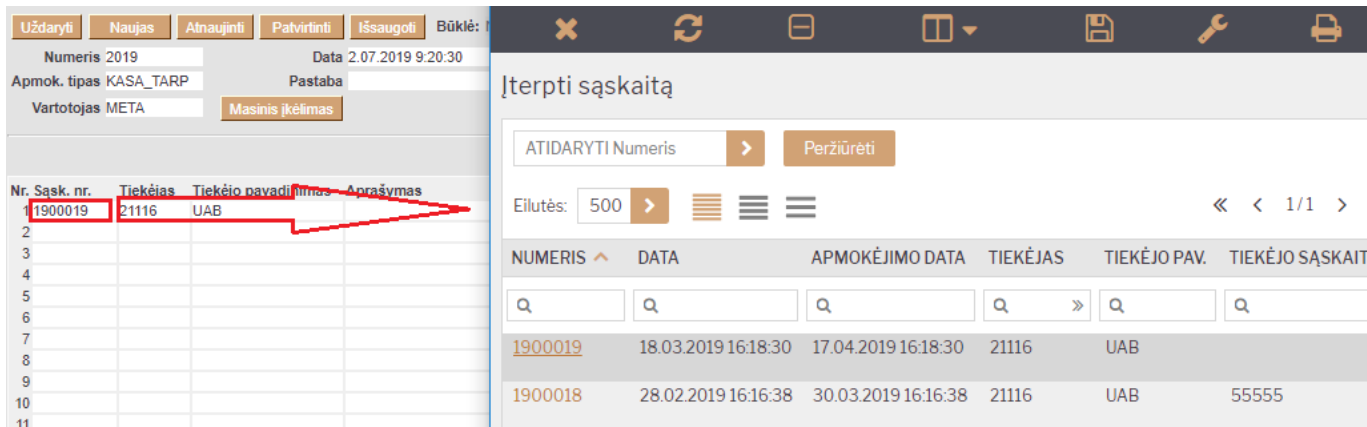 Uždaryti Naujas Atnaujinti Patvirtinti Išsaugoti Būklė:
Numeris 2019 Data 2.07.2019 9:20:30
Apmok. tipas KASA_TARP Pastaba
Vartotojas META Masinis įkėlimas
Nr. Sąsk. nr. Tiekėjas Tiekėjo pavadinimas Aprašymas
1 1900019 21116 UAB
2
3
4
5
6
7
8
9
10
11
Įterpti sąskaitą
ATIDARYTI Numeris Peržiūrėti
Eilutės: 500 1/1
NUMERIS DATA APMOKĖJIMO DATA TIEKĖJAS TIEKĖJO PAV. TIEKĖJO SĄSKAIT
1900019 18.03.2019 16:18:30 17.04.2019 16:18:30 21116 UAB
1900018 28.02.2019 16:16:38 30.03.2019 16:16:38 21116 UAB 55555